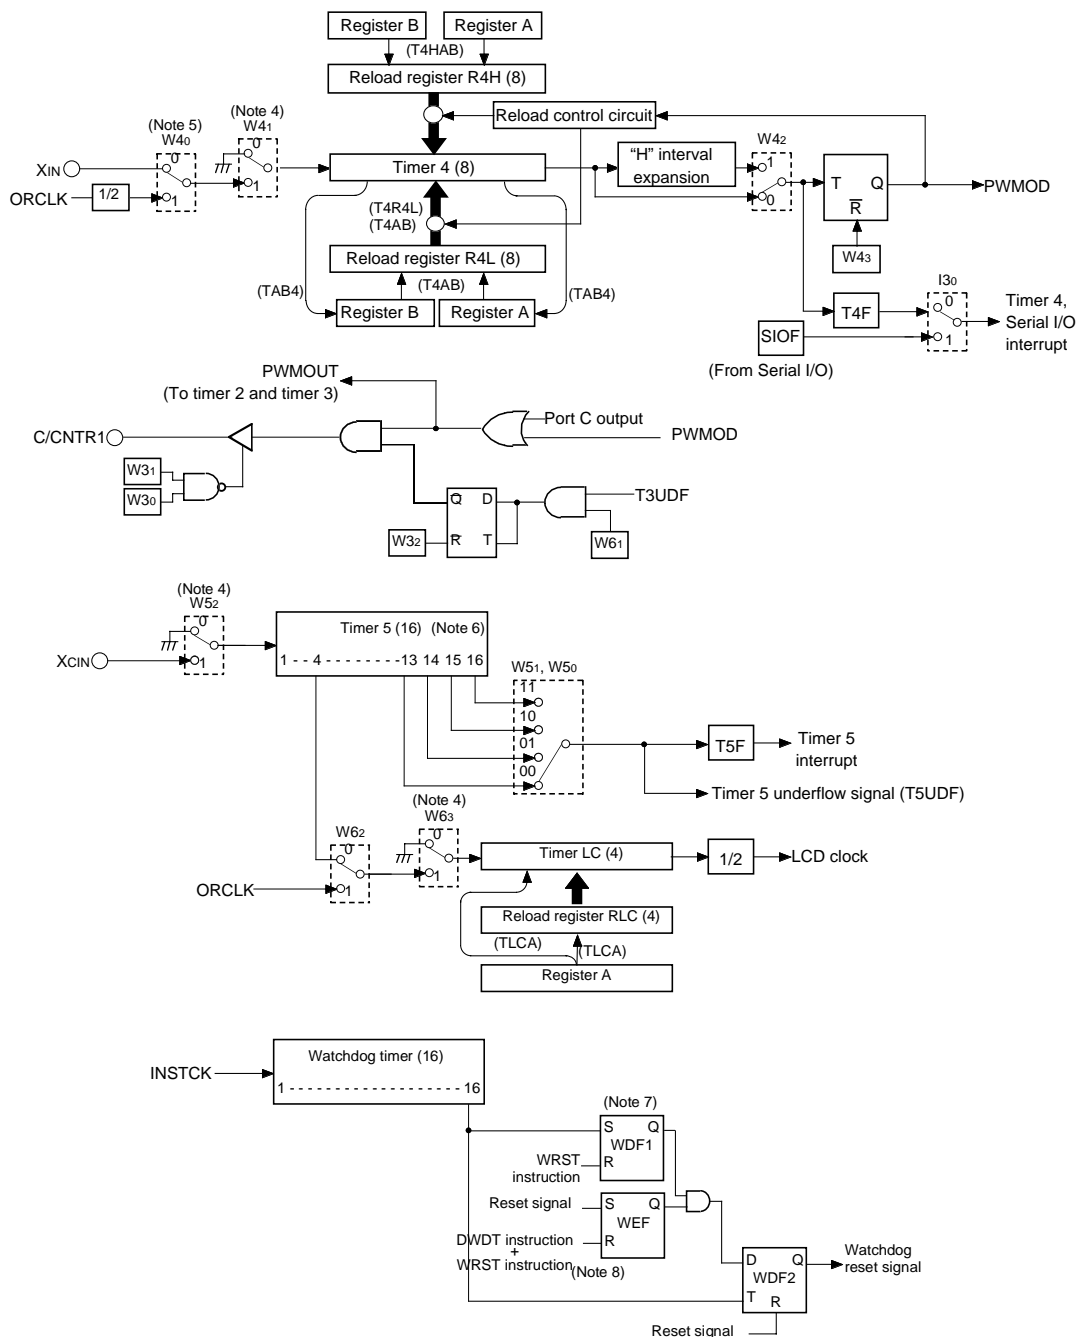 Register B
Register A
(T4HAB)
Reload register R4H (8)
Reload control circuit
(Note 5)
W40
(Note 4)
W41
XIN
0
1
0
1
ORCLK
1/2
Timer 4 (8)
"H" interval
expansion
W42
1
0
T
Q
R
PWMOD
W43
(T4R4L)
(T4AB)
Reload register R4L (8)
(TAB4)
(T4AB)
(TAB4)
Register B
Register A
T4F
I30
0
1
Timer 4,
Serial I/O
interrupt
SIOF
(From Serial I/O)
PWMOUT
(To timer 2 and timer 3)
Port C output
PWMOD
C/CNTR1
W31
W30
Q
D
R
T
W32
T3UDF
W61
(Note 4)
W52
0
1
XCIN
Timer 5 (16) (Note 6)
1 - - 4 - - - - - - - - -13 14 15 16
W51, W50
11
10
01
00
T5F
Timer 5
interrupt
Timer 5 underflow signal (T5UDF)
W62
0
1
(Note 4)
W63
0
1
ORCLK
Timer LC (4)
1/2
LCD clock
Reload register RLC (4)
(TLCA)
(TLCA)
Register A
INSTCK
Watchdog timer (16)
1 - - - - - - - - - - - - - - - - - - - - 16
(Note 7)
S
Q
WDF1
R
WRST
instruction
Reset signal
S
Q
WEF
R
DWDT instruction
+
WRST instruction
(Note 8)
D
Q
WDF2
T
R
Watchdog
reset signal
Reset signal